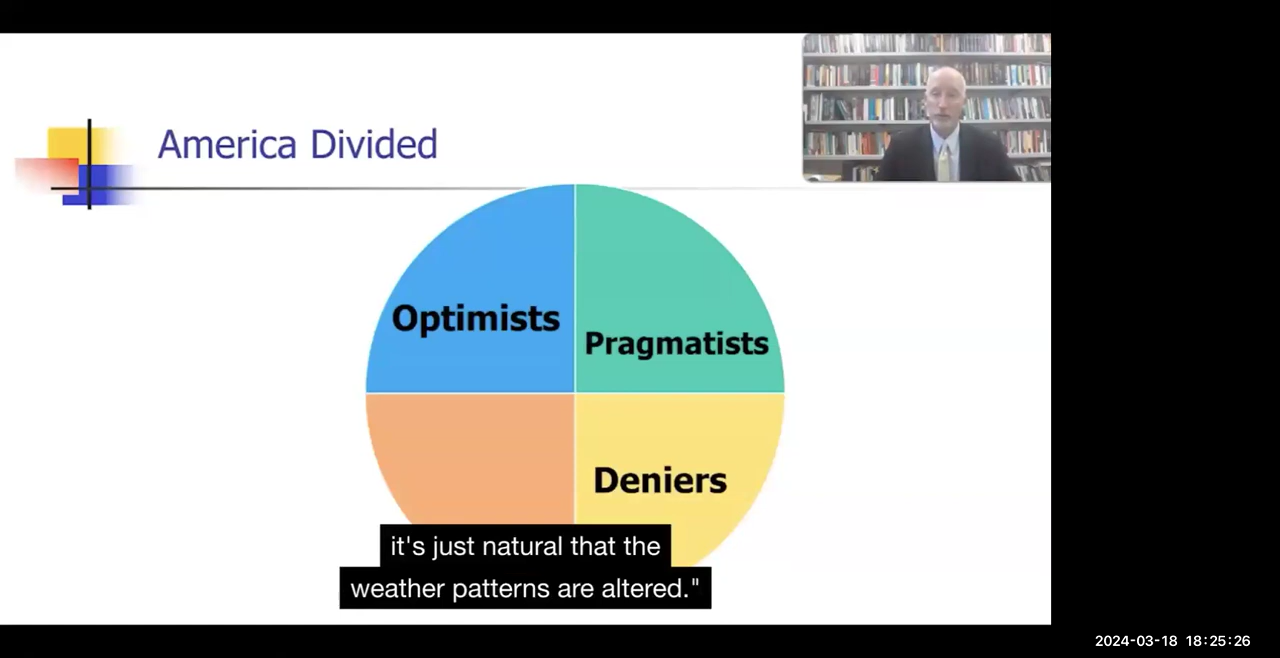 America Divided
Optimists
Pragmatists
Deniers
it's just natural that the
weather patterns are altered."
2024-03-18 18:25:26